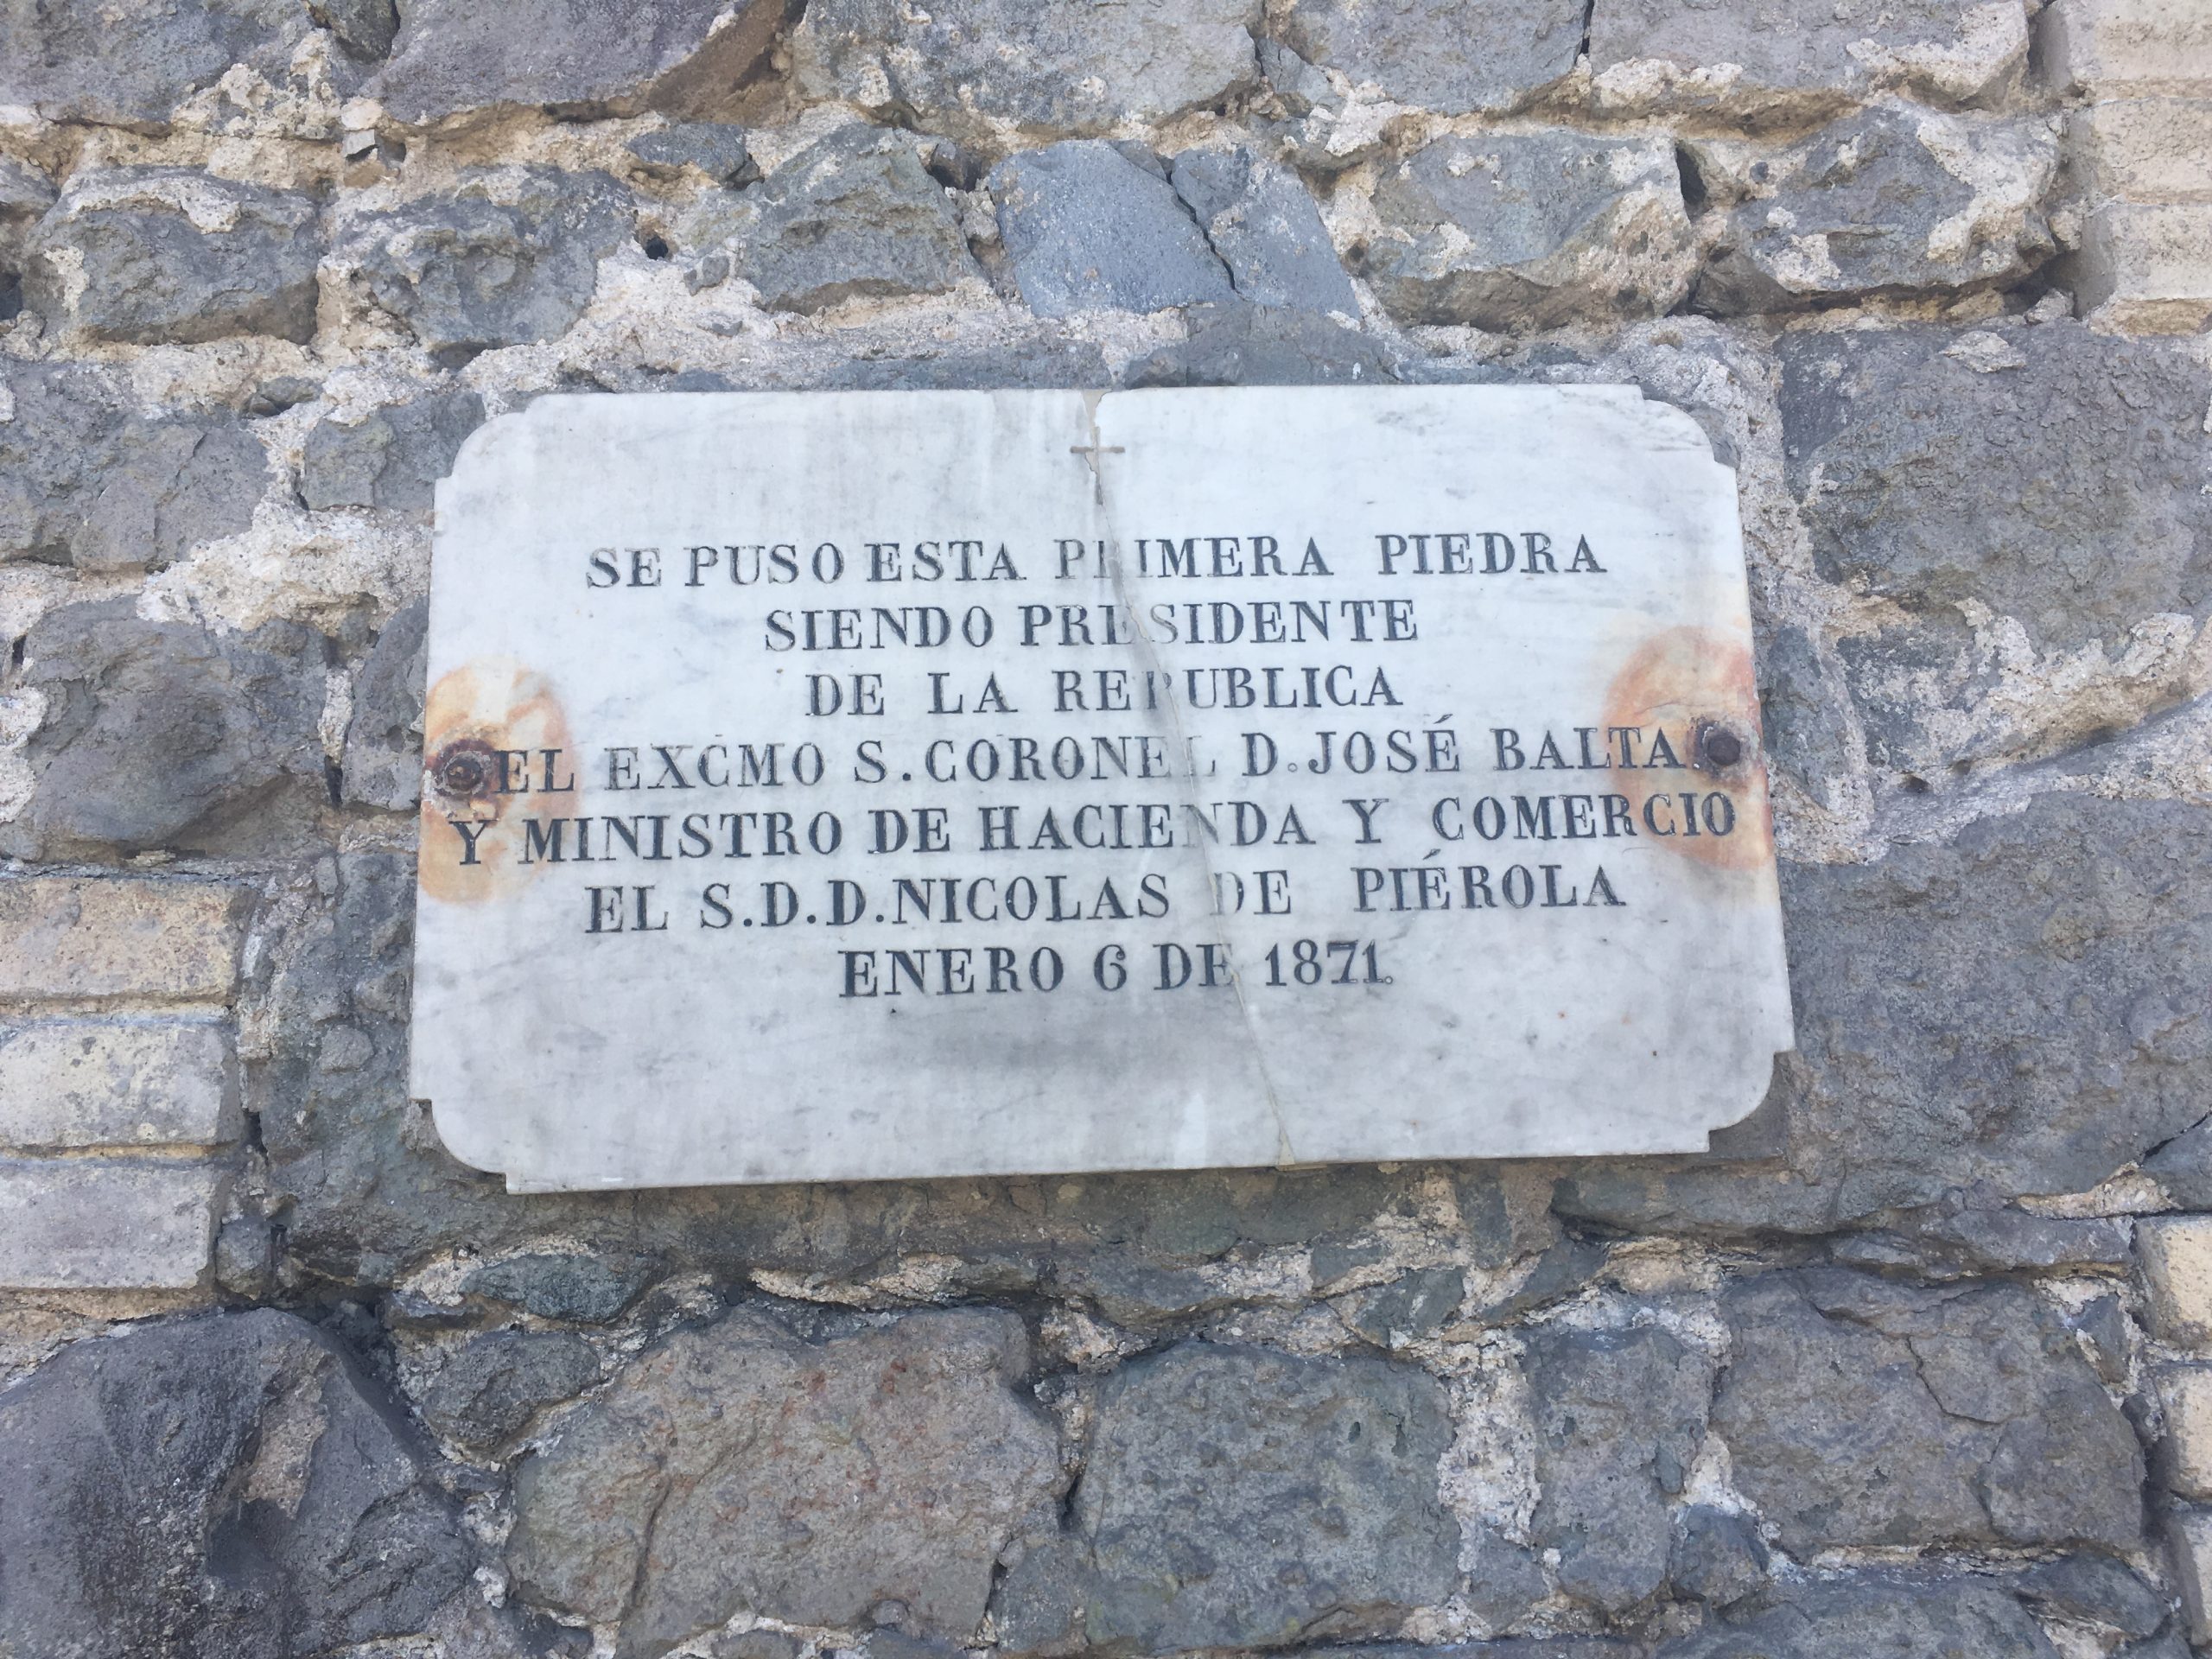 SE PUSO ESTA PRIMERA PIEDRA
SIENDO PRESIDENTE
DE LA REPUBLICA
EL EXCMO S. CORONEL D. JOSÉ BALTA.
Y MINISTRO DE HACIENDA Y COMERCIO
EL S.D.D. NICOLAS DE PIÉROLA
ENERO 6 DE 1871.